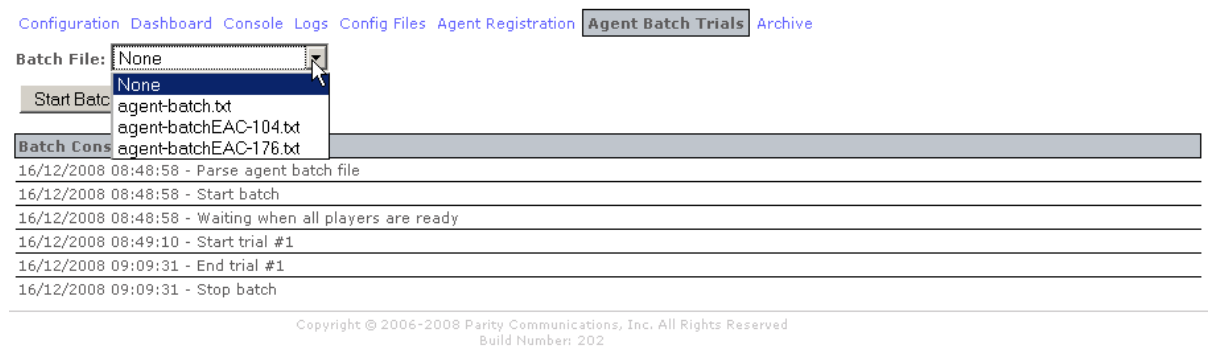 Configuration Dashboard Console Logs Config Files Agent Registration Agent Batch Trials Archive
Batch File: None
None
Start Batc
agent-batch.txt
agent-batchEAC-104.txt
Batch Cons
agent-batchEAC-176.txt
16/12/2008 08:48:58 - Parse agent batch file
16/12/2008 08:48:58 - Start batch
16/12/2008 08:48:58 - Waiting when all players are ready
16/12/2008 08:49:10 - Start trial #1
16/12/2008 09:09:31 - End trial #1
16/12/2008 09:09:31 - Stop batch
Copyright © 2006-2008 Parity Communications, Inc. All Rights Reserved
Build Number: 202